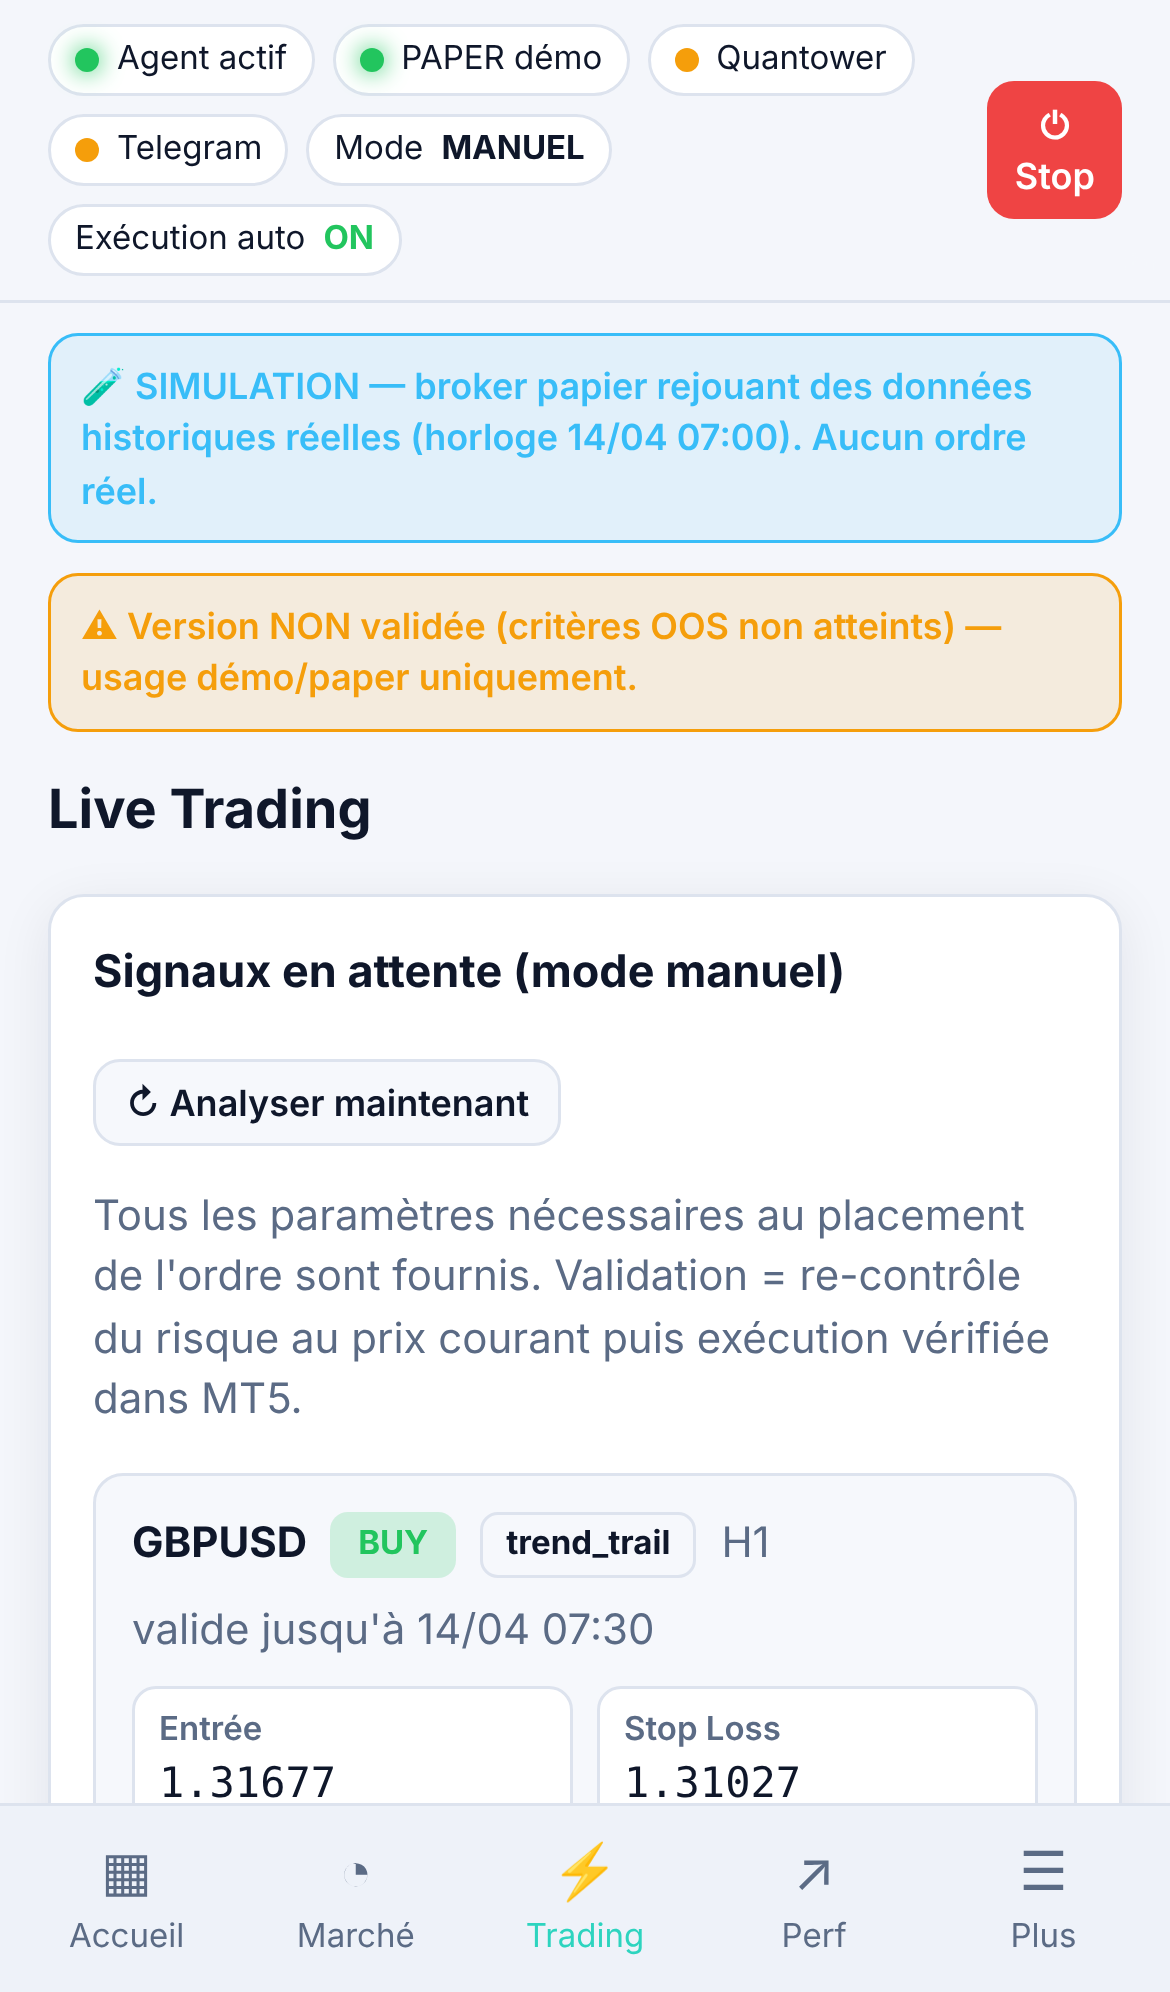 Agent actif
PAPER démo
Quantower
Telegram
Mode MANUEL
Exécution auto ON
Stop
SIMULATION — broker papier rejouant des données
historiques réelles (horloge 14/04 07:00). Aucun ordre
réel.
⚠ Version NON validée (critères OOS non atteints) —
usage démo/paper uniquement.
Live Trading
Signaux en attente (mode manuel)
↻ Analyser maintenant
Tous les paramètres nécessaires au placement
de l'ordre sont fournis. Validation = re-contrôle
du risque au prix courant puis exécution vérifiée
dans MT5.
GBPUSD BUY trend_trail H1
valide jusqu'à 14/04 07:30
Entrée
1.31677
Stop Loss
1.31027
Accueil
Marché
Trading
Perf
Plus